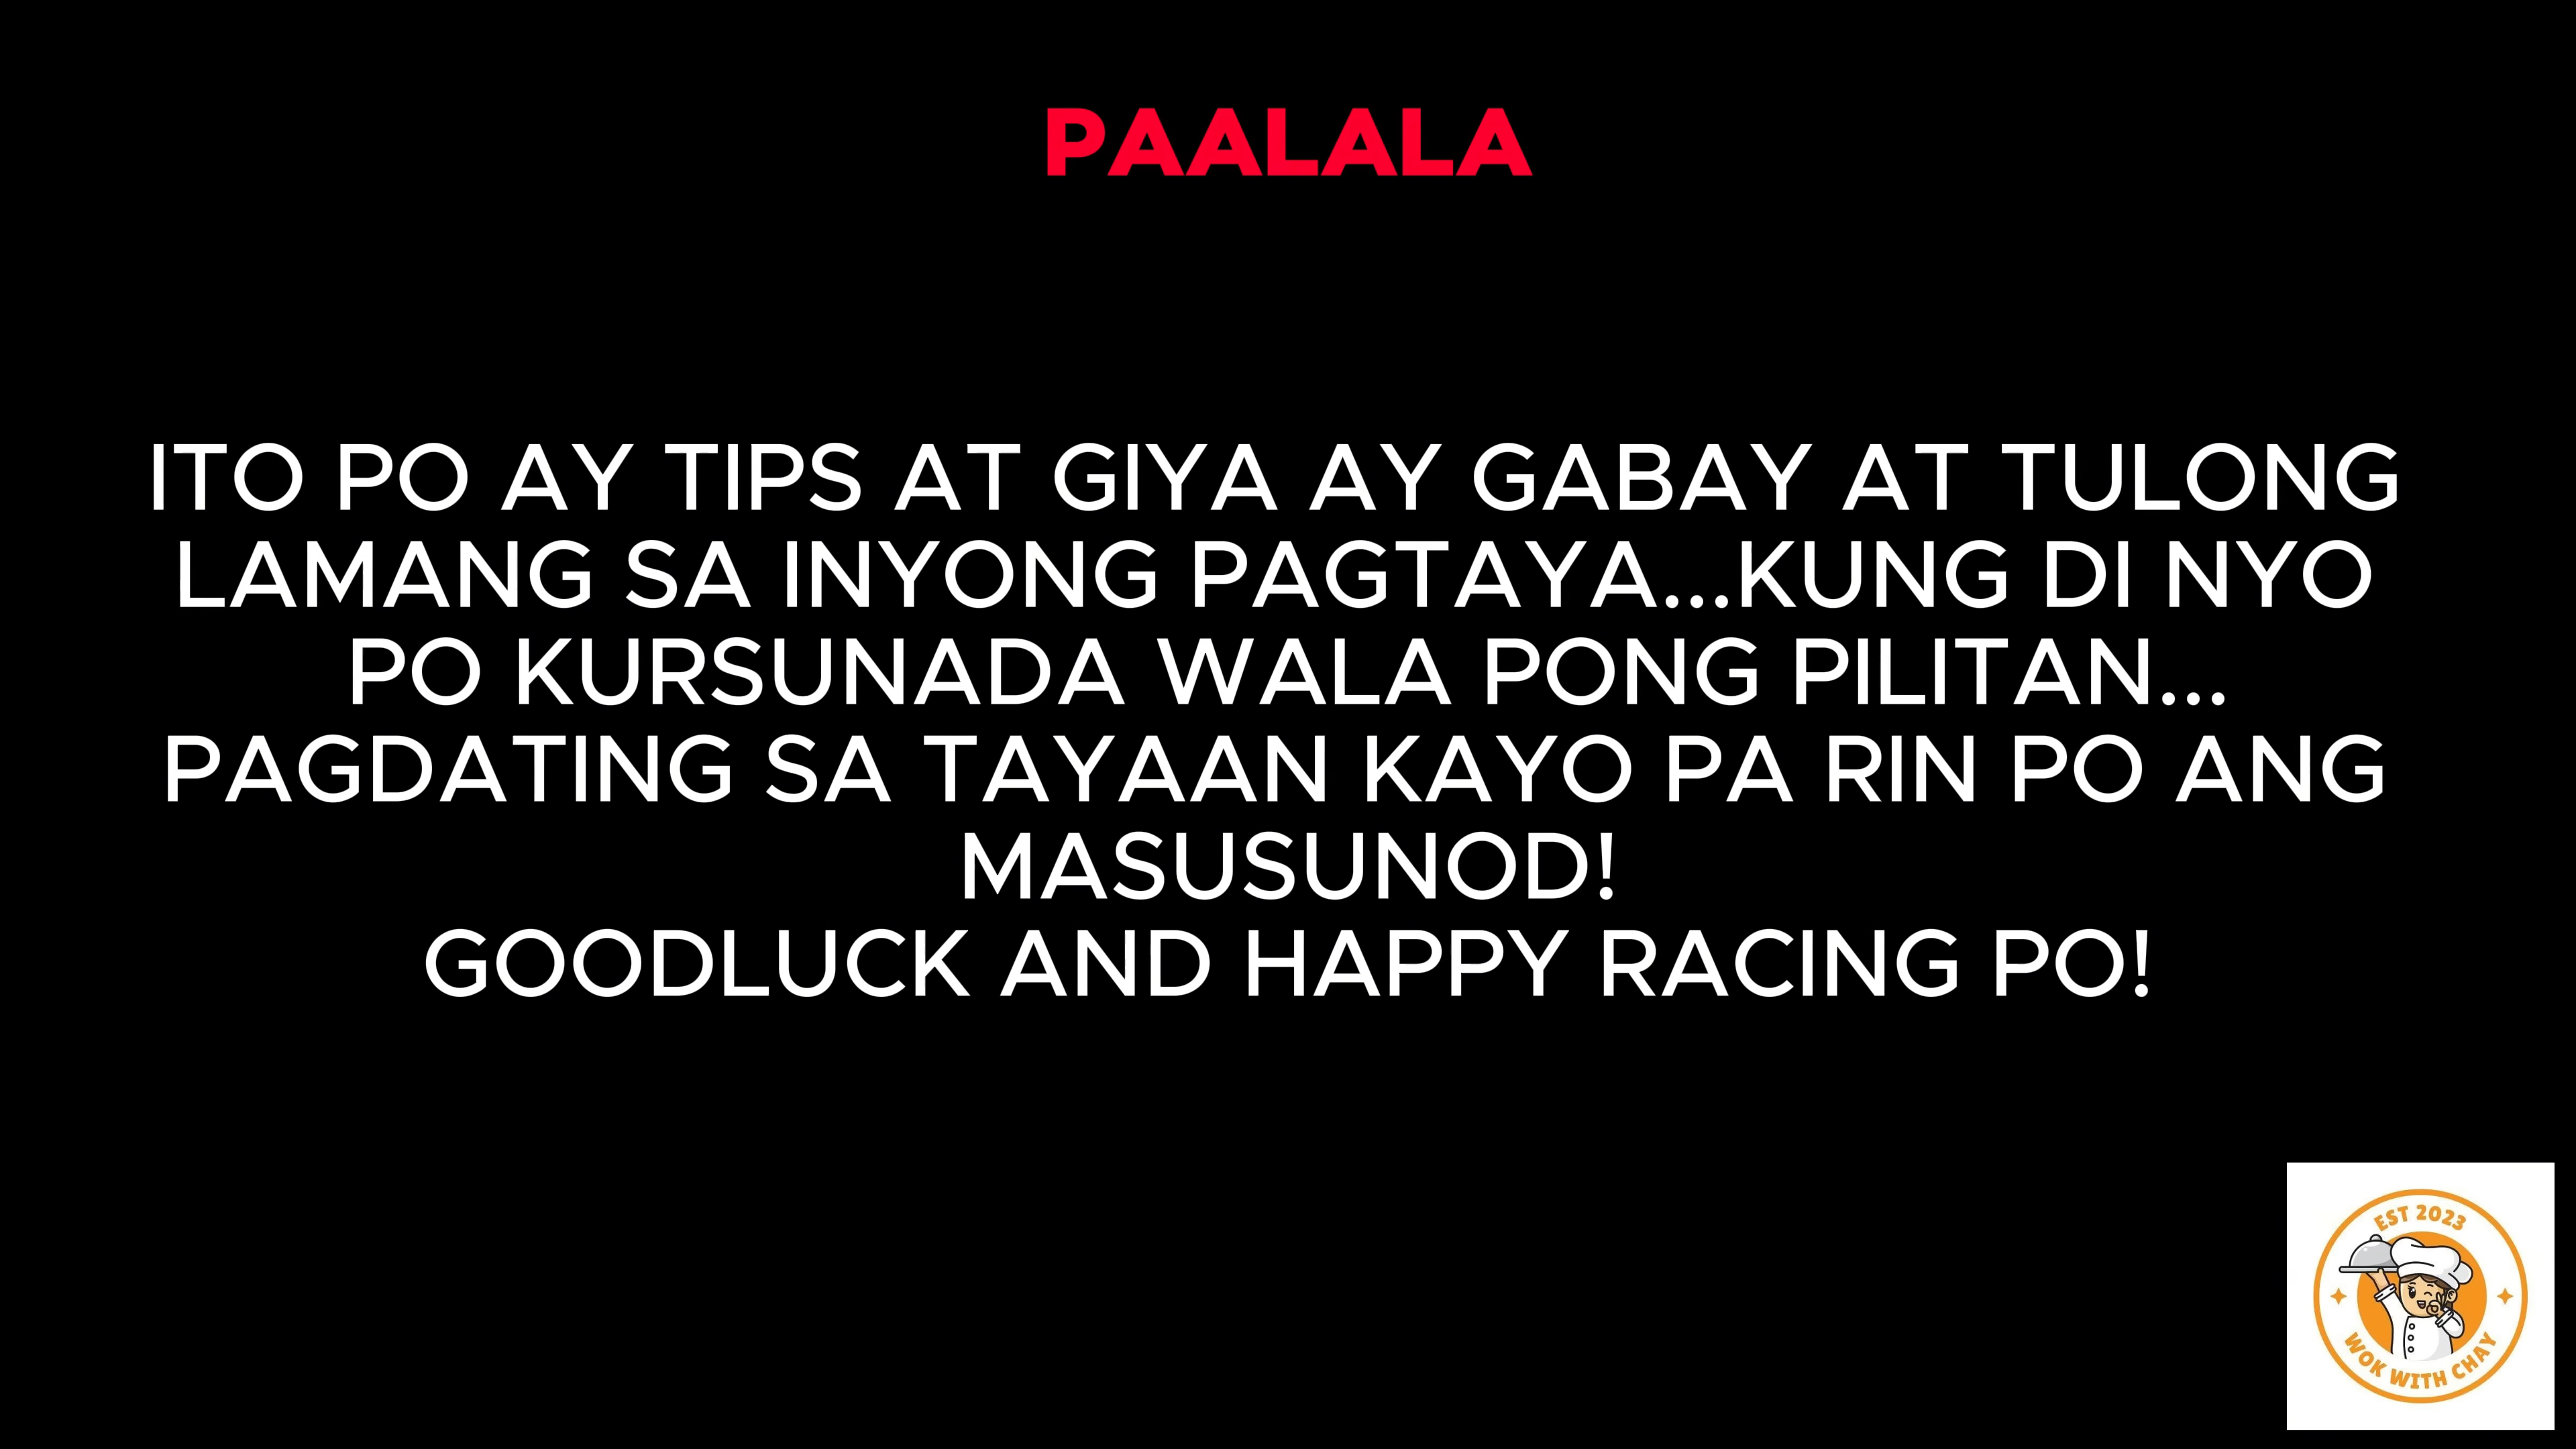 PAALALA
ITO PO AY TIPS AT GIYA AY GABAY AT TULONG
LAMANG SA INYONG PAGTAYA...KUNG DI NYO
PO KURSUNADA WALA PONG PILITAN...
PAGDATING SA TAYAAN KAYO PA RIN PO ANG
MASUSUNOD!
GOODLUCK AND HAPPY RACING PO!
EST 2023
WOK WITH CHAY